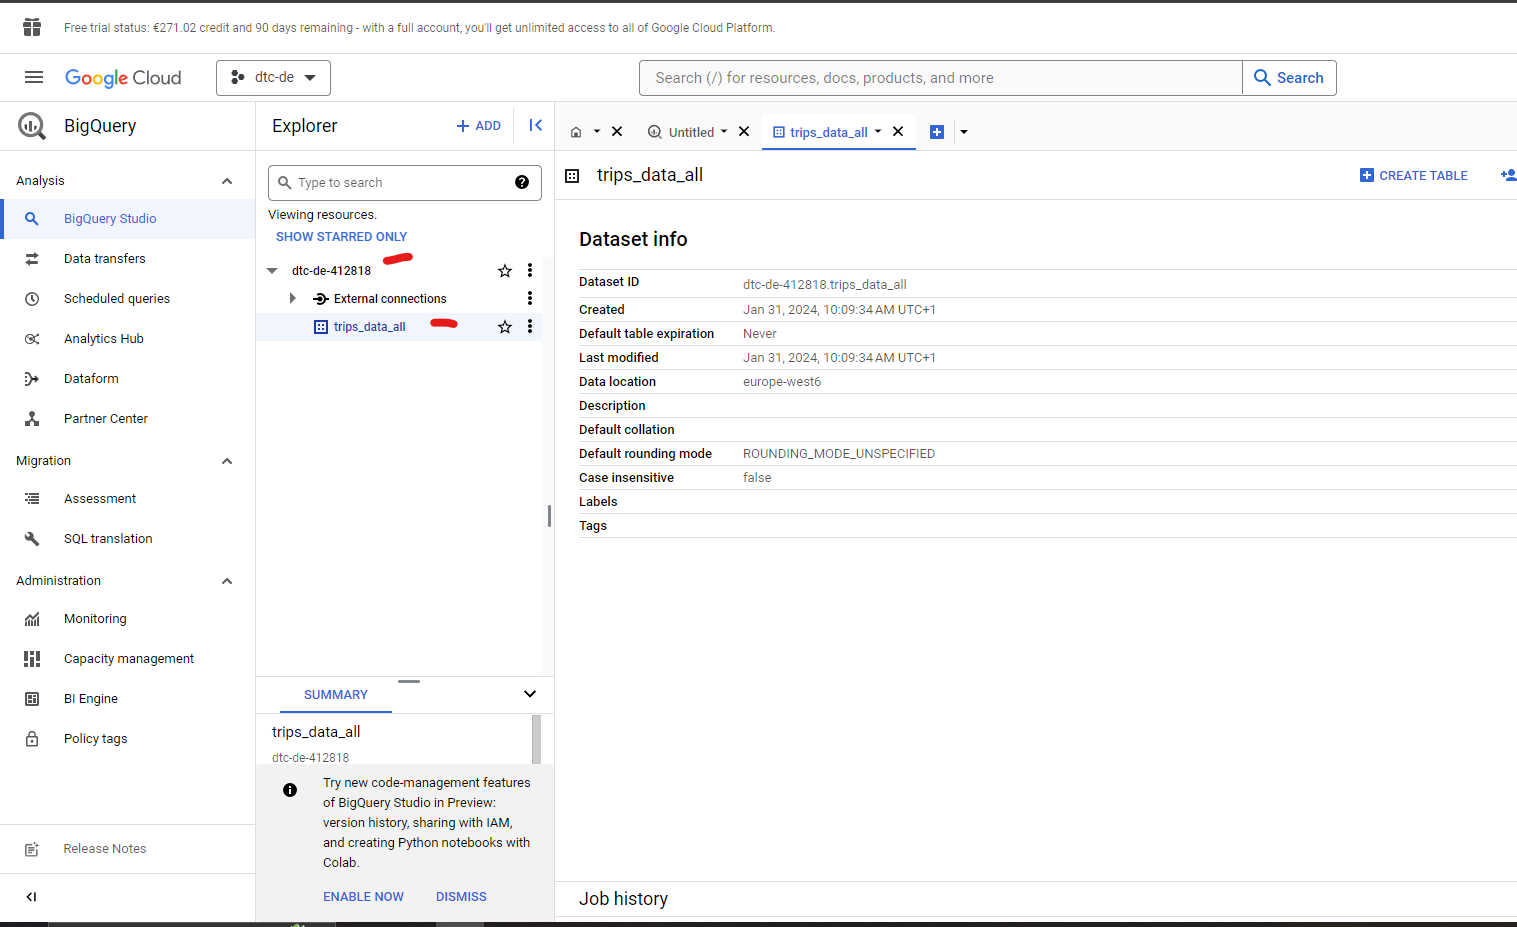 Free trial status: €271.02 credit and 90 days remaining - with a full account, you'll get unlimited access to all of Google Cloud Platform.
Google Cloud
dtc-de
Search (/) for resources, docs, products, and more
Search
BigQuery
Analysis
BigQuery Studio
Data transfers
Scheduled queries
Analytics Hub
Dataform
Partner Center
Migration
Assessment
SQL translation
Administration
Monitoring
Capacity management
BI Engine
Policy tags
Release Notes
Explorer
ADD
Type to search
Viewing resources.
SHOW STARRED ONLY
dtc-de-412818
External connections
trips_data_all
SUMMARY
trips_data_all
dtc-de-412818
Try new code-management features
of BigQuery Studio in Preview:
version history, sharing with IAM,
and creating Python notebooks with
Colab.
ENABLE NOW DISMISS
Untitled
trips_data_all
trips_data_all
CREATE TABLE
Dataset info
Dataset ID dtc-de-412818.trips_data_all
Created Jan 31, 2024, 10:09:34 AM UTC+1
Default table expiration Never
Last modified Jan 31, 2024, 10:09:34 AM UTC+1
Data location europe-west6
Description
Default collation
Default rounding mode ROUNDING_MODE_UNSPECIFIED
Case insensitive false
Labels
Tags
Job history